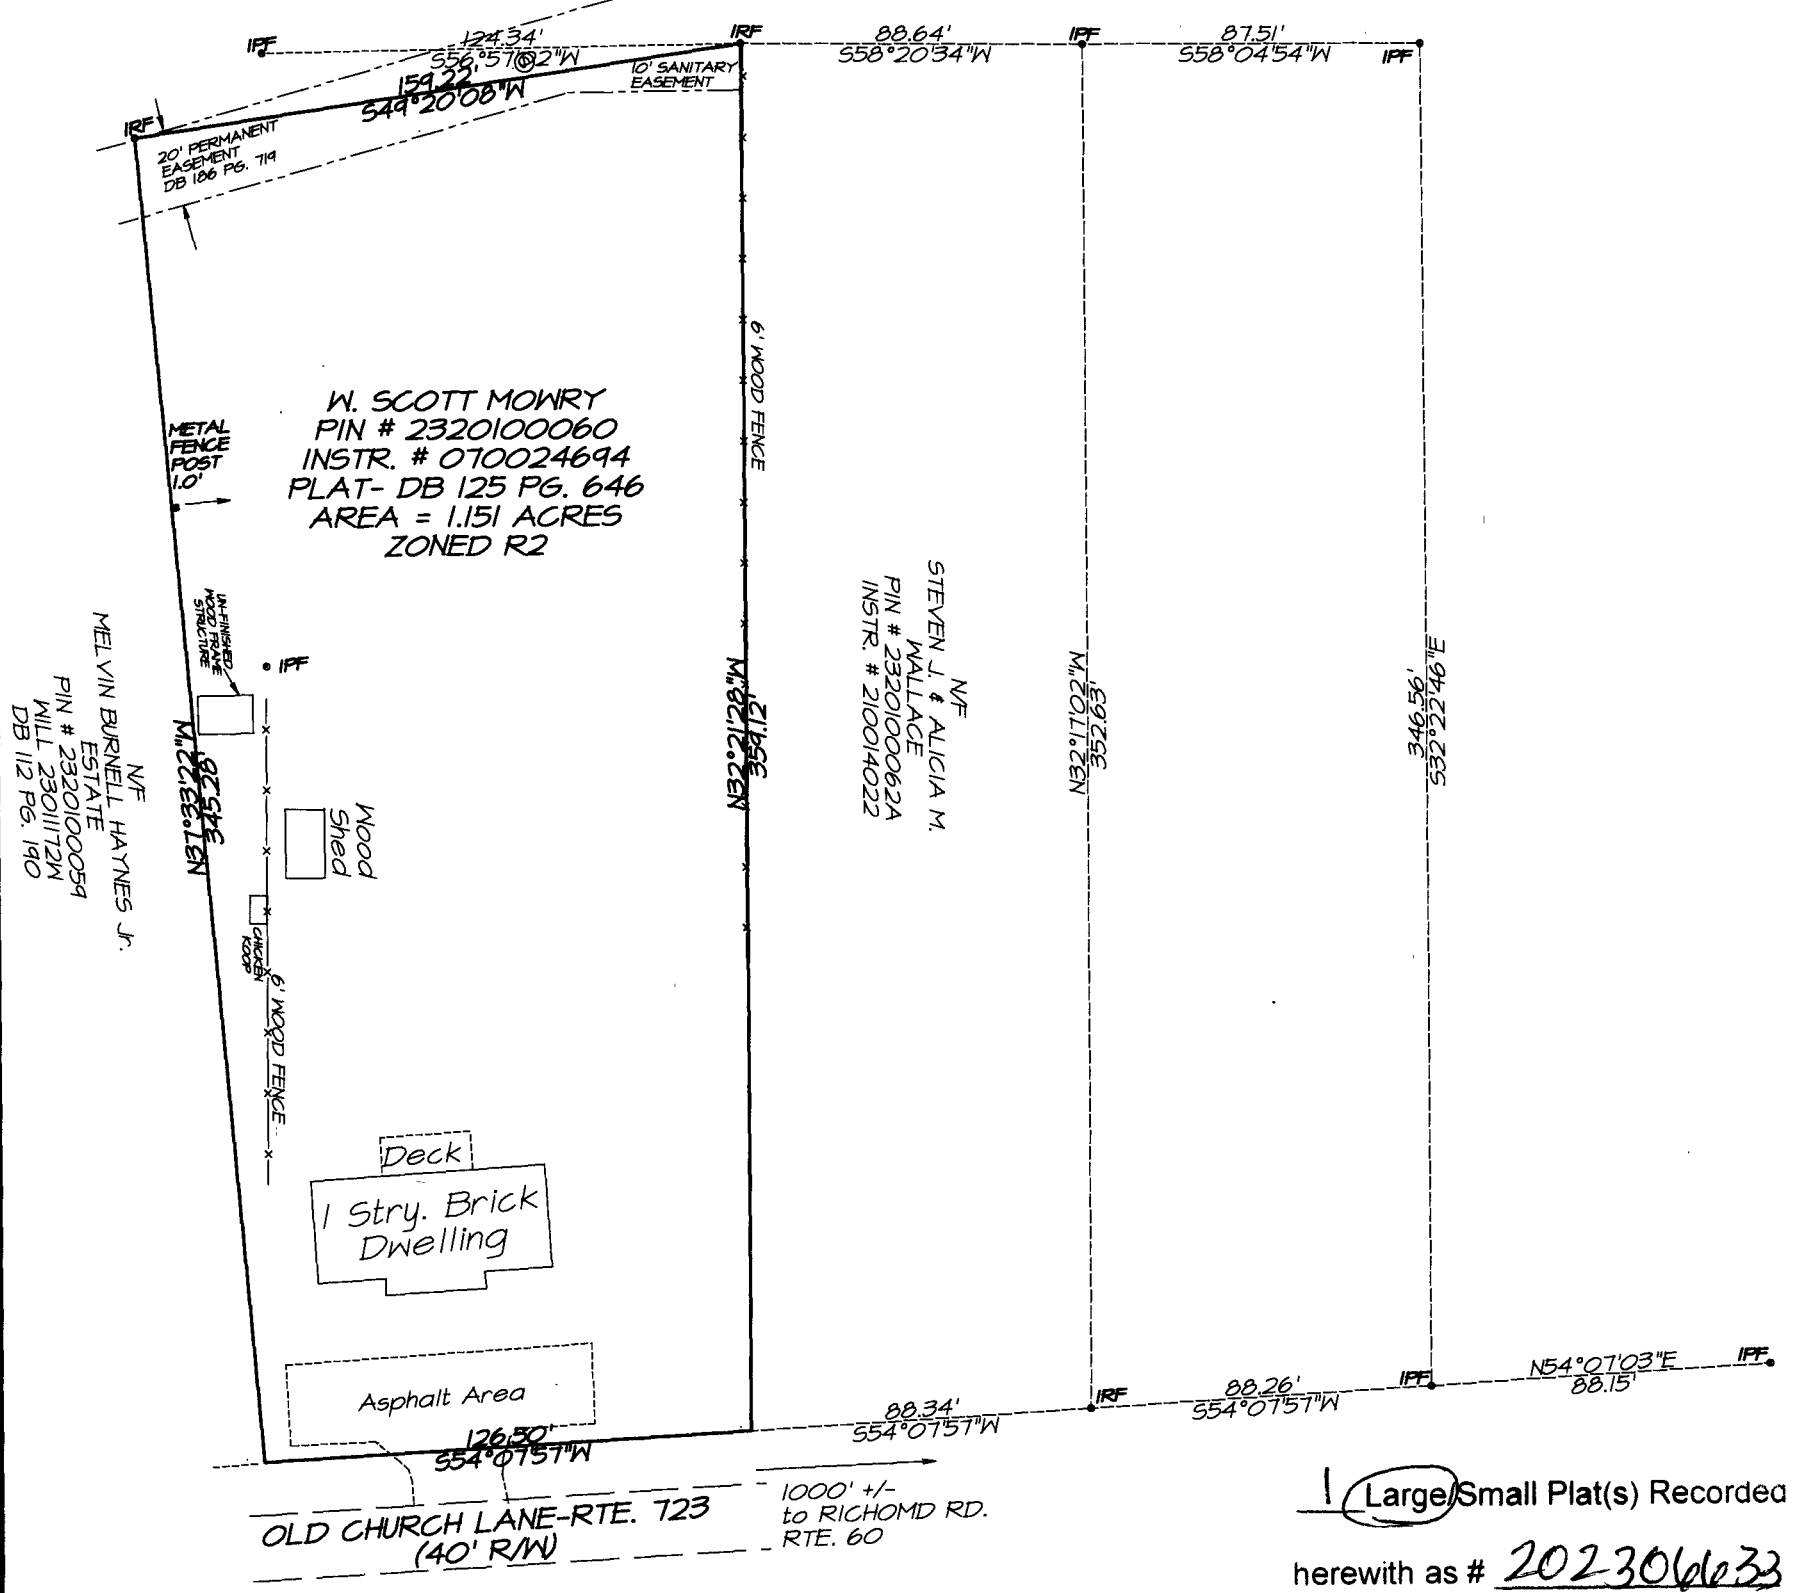 IPF
124.34'
S56°57'02"W
IRF
88.64'
S58°20'34"W
IPF
87.51'
S58°04'54"W
IPF
10' SANITARY
EASEMENT
159.22'
S49°20'08"W
IRF
20' PERMANENT
EASEMENT
DB 186 PG. 719
6' WOOD FENCE
W. SCOTT MOWRY
PIN # 2320100060
INSTR. # 070024694
PLAT- DB 125 PG. 646
AREA = 1.151 ACRES
ZONED R2
METAL
FENCE
POST
1.0'
UN-FINISHED
WOOD FRAME
STRUCTURE
IPF
N/F
MELVIN BURNELL HAYNES Jr.
ESTATE
PIN # 2320100059
WILL 230111172W
DB 112 PG. 190
345.28'
N37°33'22"W
Wood
Shed
CHICKEN
KOOP
6' WOOD FENCE
359.12'
N32°21'28"W
N/F
STEVEN J. & ALICIA M.
WALLACE
PIN # 2320100062A
INSTR. # 210014022
352.63'
N32°17'02"W
S32°22'46"E
346.56'
Deck
1 Stry. Brick
Dwelling
Asphalt Area
126.50'
S54°07'57"W
88.34'
S54°07'57"W
IRF
88.26'
S54°07'57"W
IPF
N54°07'03"E
88.15'
IPF
OLD CHURCH LANE-RTE. 723
(40' R/W)
1000' +/-
to RICHOMD RD.
RTE. 60
1 Large/Small Plat(s) Recorded
herewith as # 202306633